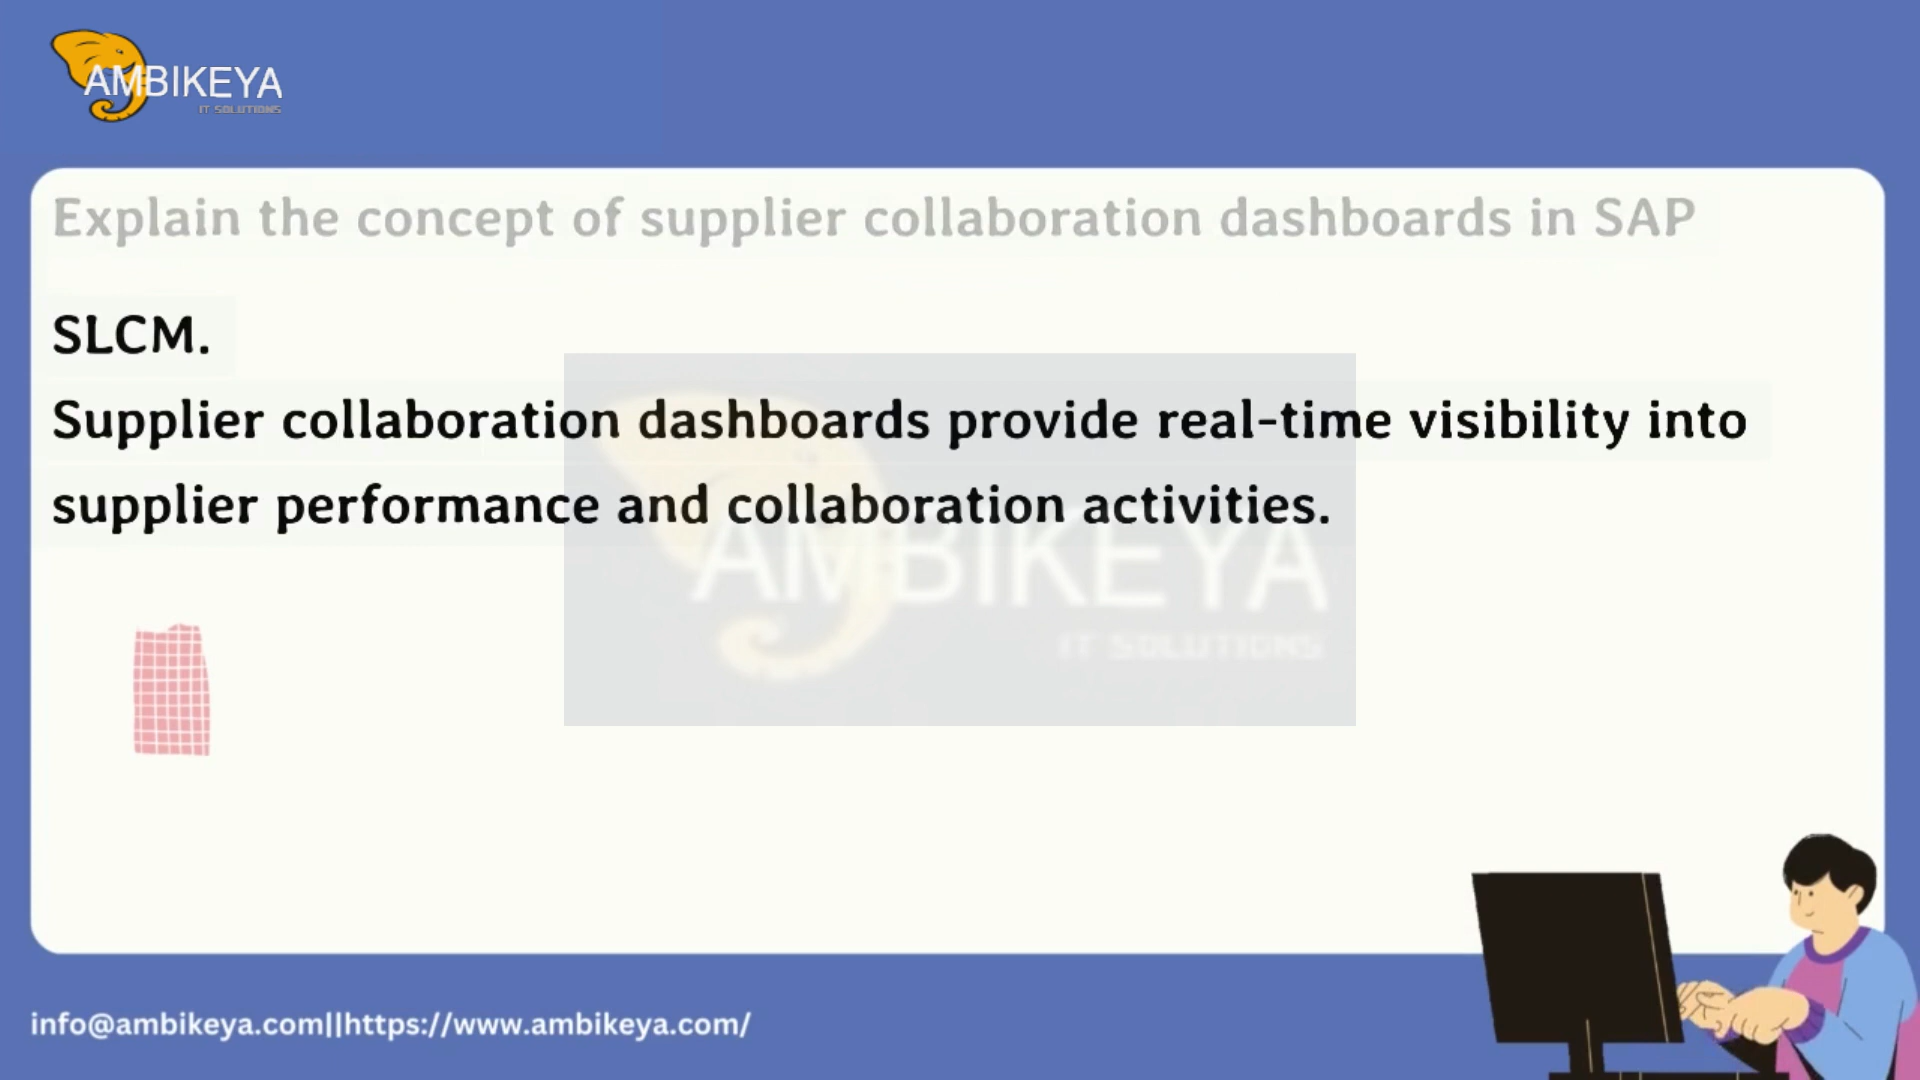 AMBIKEYA
IT SOLUTIONS
Explain the concept of supplier collaboration dashboards in SAP
SLCM.
Supplier collaboration dashboards provide real-time visibility into
supplier performance and collaboration activities.
AMBIKEYA
IT SOLUTIONS
info@ambikeya.com||https://www.ambikeya.com/